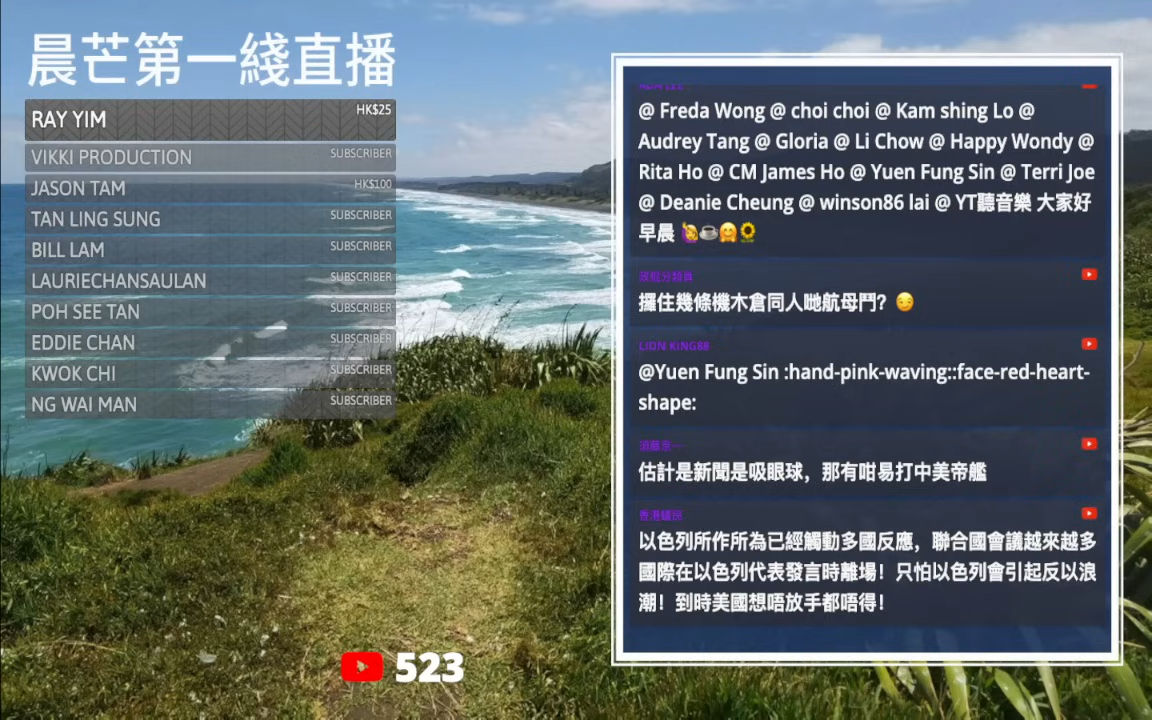 晨芒第一綫直播
RAY YIM HK$25
VIKKI PRODUCTION SUBSCRIBER
JASON TAM HK$100
TAN LING SUNG SUBSCRIBER
BILL LAM SUBSCRIBER
LAURIECHANSAULAN SUBSCRIBER
POH SEE TAN SUBSCRIBER
EDDIE CHAN SUBSCRIBER
KWOK CHI SUBSCRIBER
NG WAI MAN SUBSCRIBER
523
@ Freda Wong @ choi choi @ Kam shing Lo @
Audrey Tang @ Gloria @ Li Chow @ Happy Wondy @
Rita Ho @ CM James Ho @ Yuen Fung Sin @ Terri Joe
@ Deanie Cheung @ winson86 lai @ YT聽音樂 大家好
早晨 🙋☕🤗🌻
攞住幾條機木倉同人哋航母鬥? 😏
LION KING88
@Yuen Fung Sin :hand-pink-waving::face-red-heart-
shape:
估計是新聞是吸眼球，那有咁易打中美帝艦
以色列所作所為已經觸動多國反應，聯合國會議越來越多
國際在以色列代表發言時離場！只怕以色列會引起反以浪
潮！到時美國想唔放手都唔得！